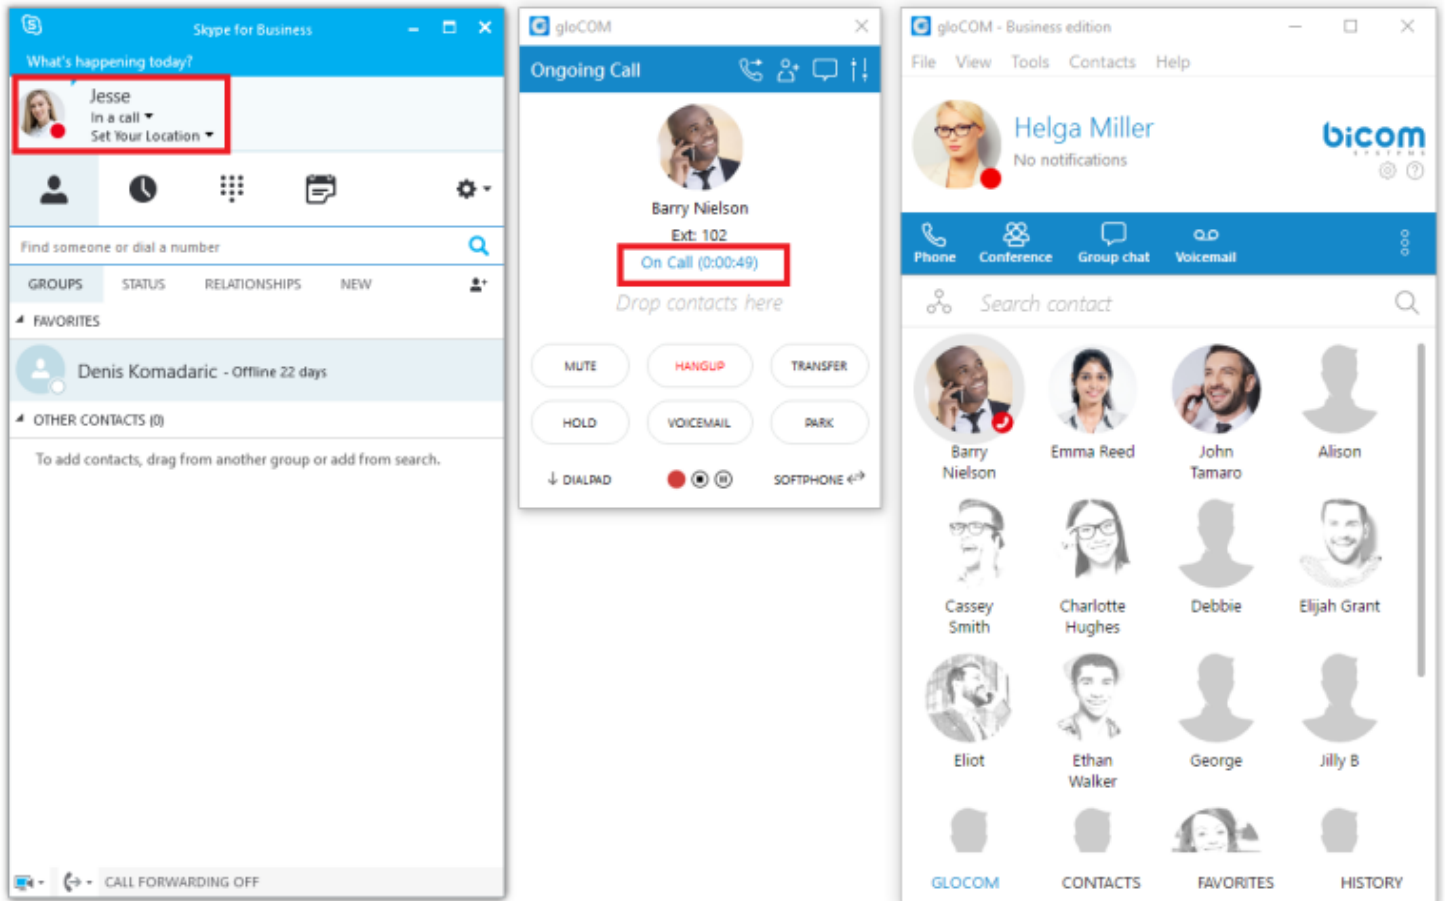 Skype for Business
What's happening today?
Jesse
In a call
Set Your Location
Find someone or dial a number
GROUPS STATUS RELATIONSHIPS NEW
FAVORITES
Denis Komadaric - Offline 22 days
OTHER CONTACTS (0)
To add contacts, drag from another group or add from search.
CALL FORWARDING OFF
gloCOM
Ongoing Call
Barry Nielson
Ext: 102
On Call (0:00:49)
Drop contacts here
MUTE HANGUP TRANSFER
HOLD VOICEMAIL PARK
DIALPAD SOFTPHONE
gloCOM - Business edition
File View Tools Contacts Help
Helga Miller
No notifications
bicom
SYSTEMS
Phone Conference Group chat Voicemail
Search contact
Barry Nielson
Emma Reed
John Tamaro
Alison
Cassey Smith
Charlotte Hughes
Debbie
Elijah Grant
Eliot
Ethan Walker
George
Jilly B
GLOCOM CONTACTS FAVORITES HISTORY